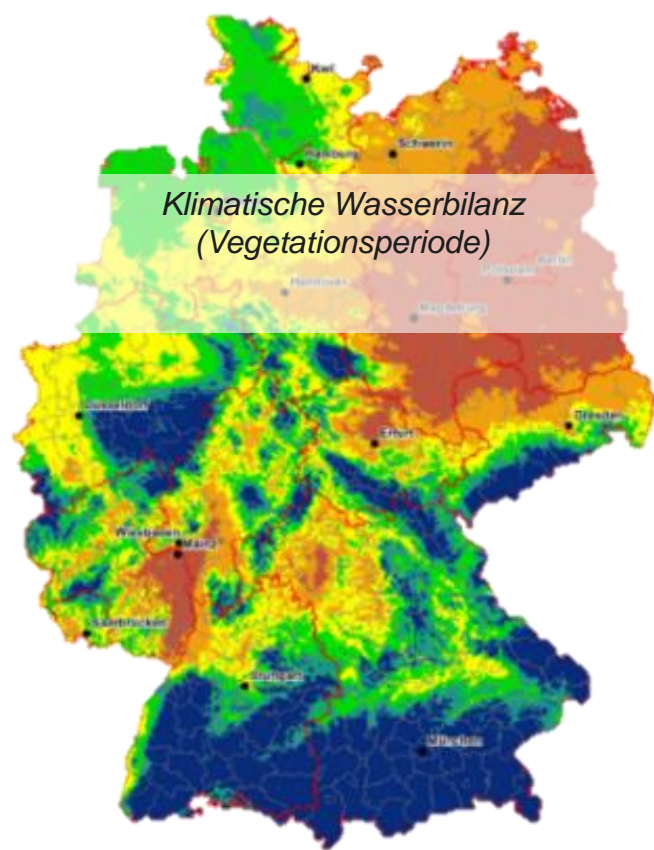 Kiel
Schwerin
Hamburg
Klimatische Wasserbilanz
(Vegetationsperiode)
Berlin
Potsdam
Hannover
Magdeburg
Düsseldorf
Dresden
Erfurt
Wiesbaden
Mainz
Saarbrücken
Stuttgart
München